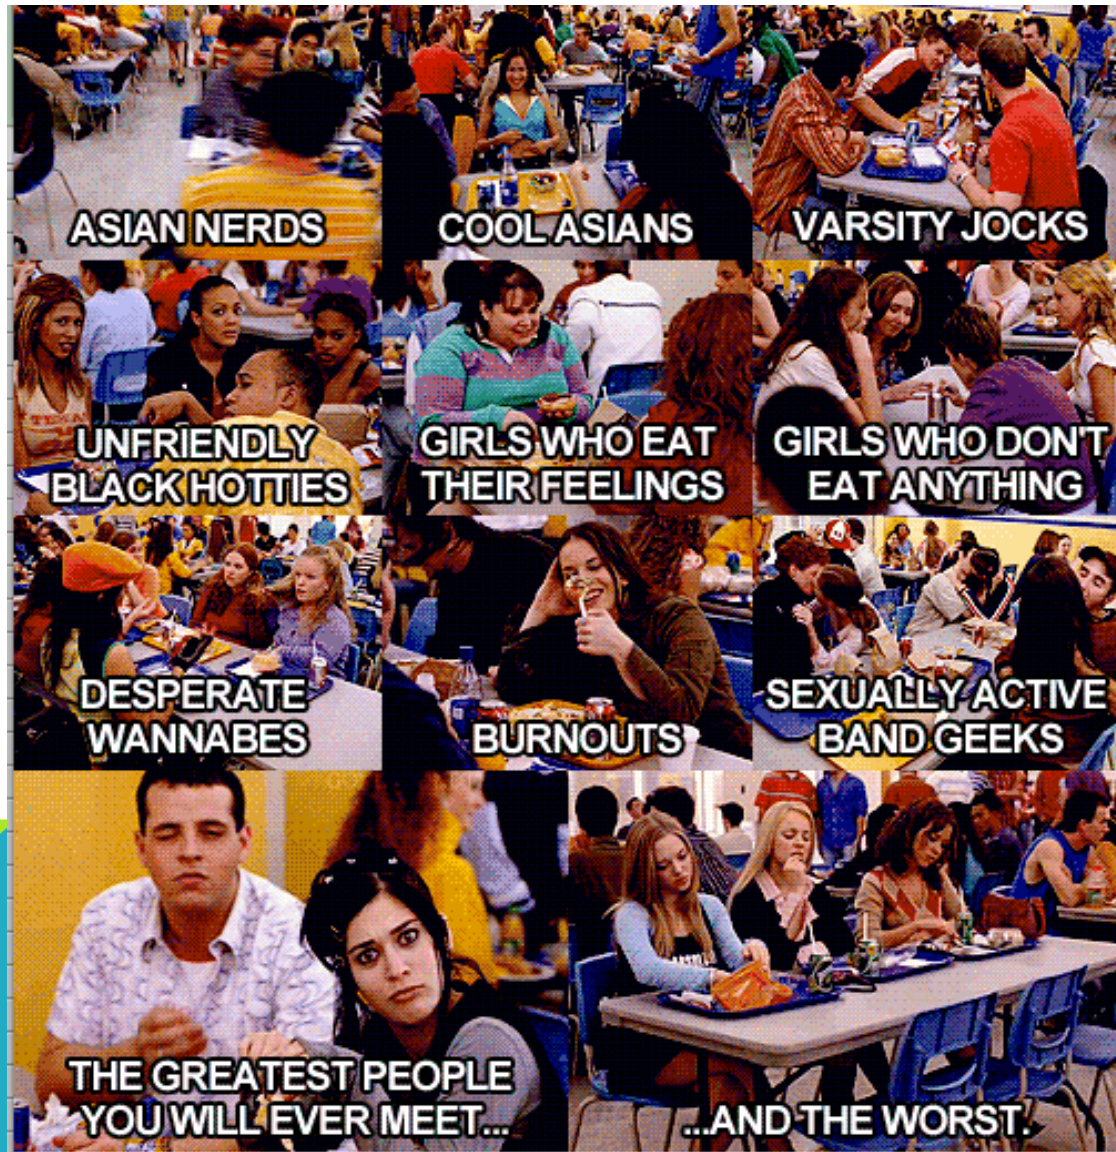 ASIAN NERDS
COOL ASIANS
VARSITY JOCKS
TEXAS
UNFRIENDLY
BLACK HOTTIES
GIRLS WHO EAT
THEIR FEELINGS
GIRLS WHO DON'T
EAT ANYTHING
DESPERATE
WANNABES
BURNOUTS
SEXUALLY ACTIVE
BAND GEEKS
THE GREATEST PEOPLE
YOU WILL EVER MEET...
...AND THE WORST.